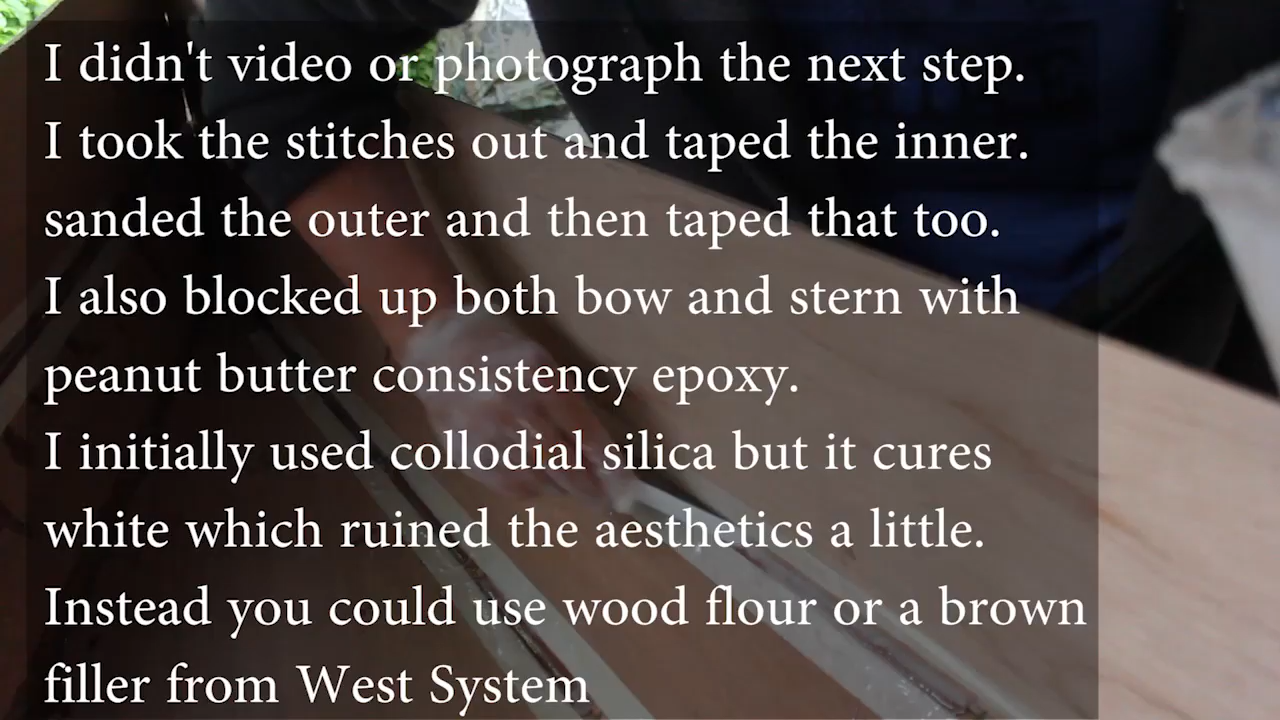 I didn't video or photograph the next step.
I took the stitches out and taped the inner.
sanded the outer and then taped that too.
I also blocked up both bow and stern with
peanut butter consistency epoxy.
I initially used collodial silica but it cures
white which ruined the aesthetics a little.
Instead you could use wood flour or a brown
filler from West System